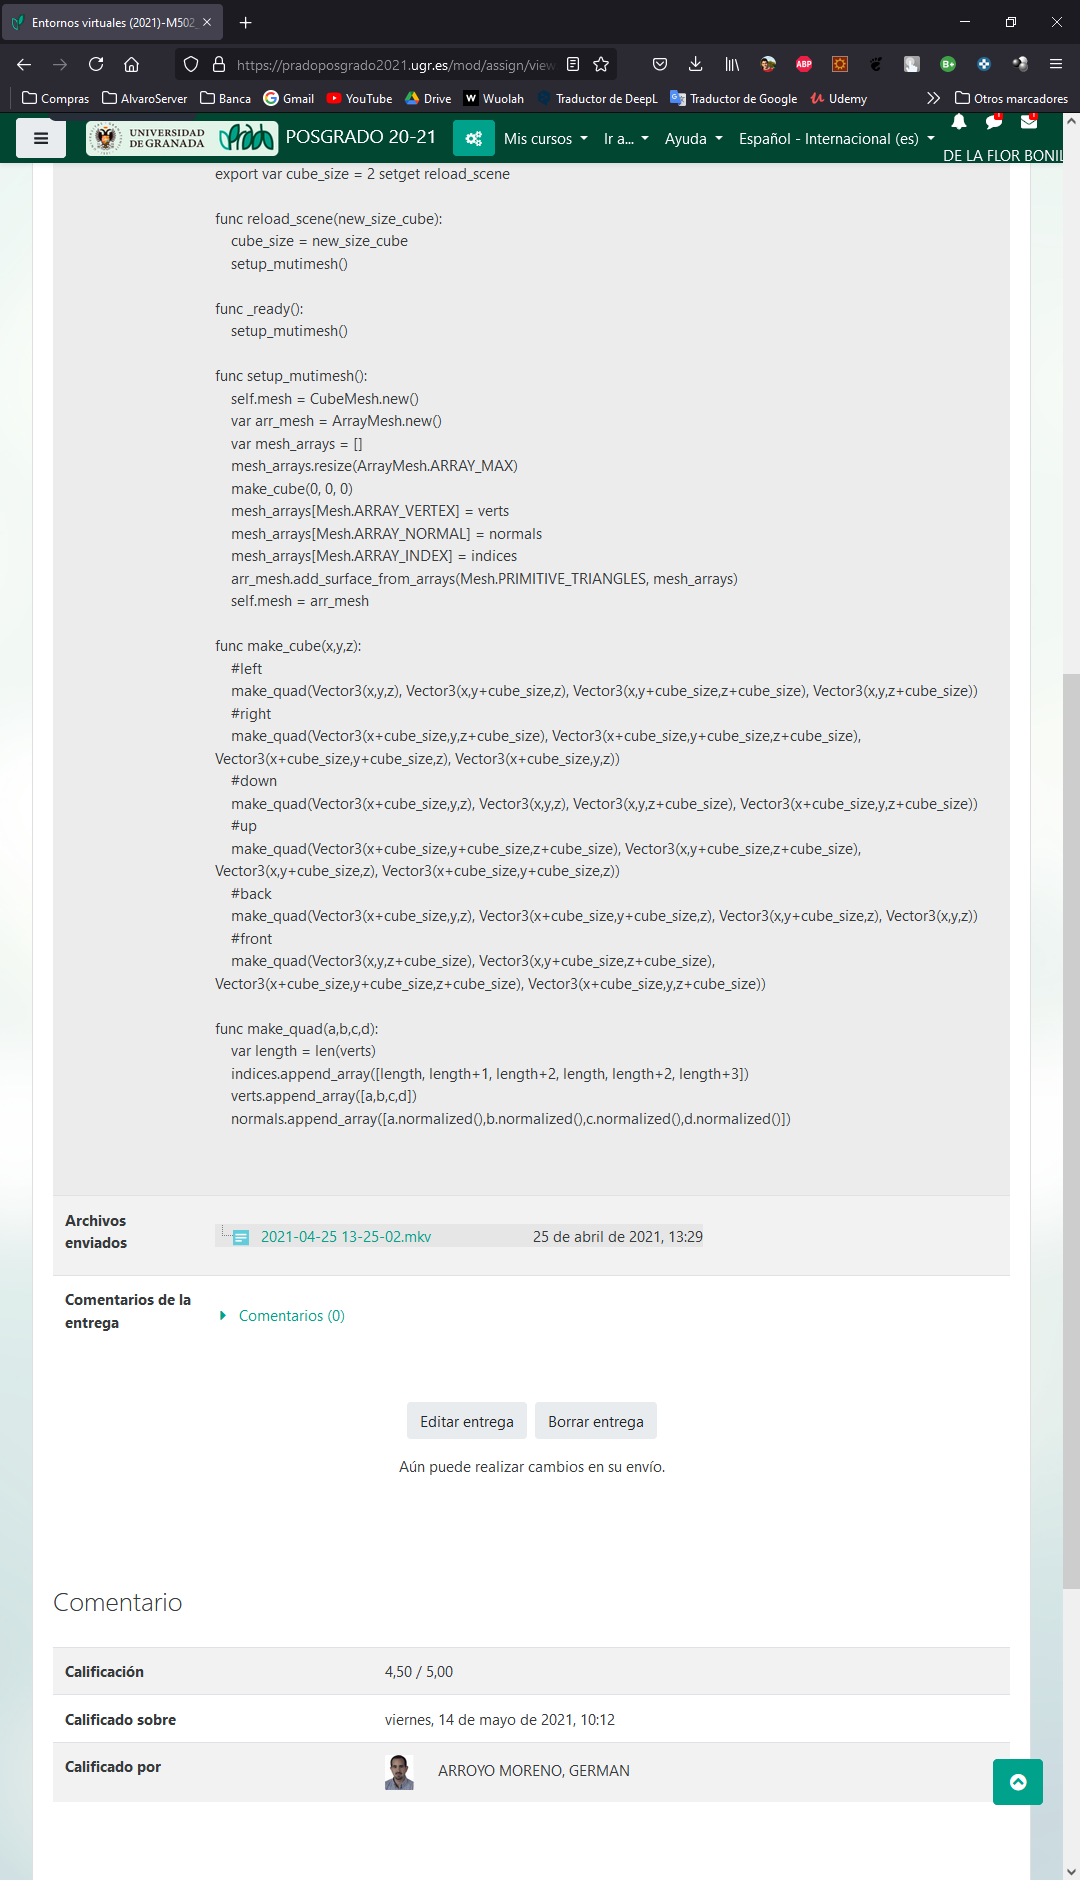 Entornos virtuales (2021)-M502_
https://pradoposgrado2021.ugr.es/mod/assign/view
Compras AlvaroServer Banca Gmail YouTube Drive Wuolah Traductor de DeepL Traductor de Google Udemy Otros marcadores
UNIVERSIDAD DE GRANADA POSGRADO 20-21 Mis cursos Ir a... Ayuda Español - Internacional (es)
DE LA FLOR BONIL
export var cube_size = 2 setget reload_scene
func reload_scene(new_size_cube):
cube_size = new_size_cube
setup_mutimesh()
func _ready():
setup_mutimesh()
func setup_mutimesh():
self.mesh = CubeMesh.new()
var arr_mesh = ArrayMesh.new()
var mesh_arrays = []
mesh_arrays.resize(ArrayMesh.ARRAY_MAX)
make_cube(0, 0, 0)
mesh_arrays[Mesh.ARRAY_VERTEX] = verts
mesh_arrays[Mesh.ARRAY_NORMAL] = normals
mesh_arrays[Mesh.ARRAY_INDEX] = indices
arr_mesh.add_surface_from_arrays(Mesh.PRIMITIVE_TRIANGLES, mesh_arrays)
self.mesh = arr_mesh
func make_cube(x,y,z):
#left
make_quad(Vector3(x,y,z), Vector3(x,y+cube_size,z), Vector3(x,y+cube_size,z+cube_size), Vector3(x,y,z+cube_size))
#right
make_quad(Vector3(x+cube_size,y,z+cube_size), Vector3(x+cube_size,y+cube_size,z+cube_size),
Vector3(x+cube_size,y+cube_size,z), Vector3(x+cube_size,y,z))
#down
make_quad(Vector3(x+cube_size,y,z), Vector3(x,y,z), Vector3(x,y,z+cube_size), Vector3(x+cube_size,y,z+cube_size))
#up
make_quad(Vector3(x+cube_size,y+cube_size,z+cube_size), Vector3(x,y+cube_size,z+cube_size),
Vector3(x,y+cube_size,z), Vector3(x+cube_size,y+cube_size,z))
#back
make_quad(Vector3(x+cube_size,y,z), Vector3(x+cube_size,y+cube_size,z), Vector3(x,y+cube_size,z), Vector3(x,y,z))
#front
make_quad(Vector3(x,y,z+cube_size), Vector3(x,y+cube_size,z+cube_size),
Vector3(x+cube_size,y+cube_size,z+cube_size), Vector3(x+cube_size,y,z+cube_size))
func make_quad(a,b,c,d):
var length = len(verts)
indices.append_array([length, length+1, length+2, length, length+2, length+3])
verts.append_array([a,b,c,d])
normals.append_array([a.normalized(),b.normalized(),c.normalized(),d.normalized()])
Archivos enviados
2021-04-25 13-25-02.mkv 25 de abril de 2021, 13:29
Comentarios de la entrega
Comentarios (0)
Editar entrega Borrar entrega
Aún puede realizar cambios en su envío.
Comentario
Calificación 4,50 / 5,00
Calificado sobre viernes, 14 de mayo de 2021, 10:12
Calificado por ARROYO MORENO, GERMAN